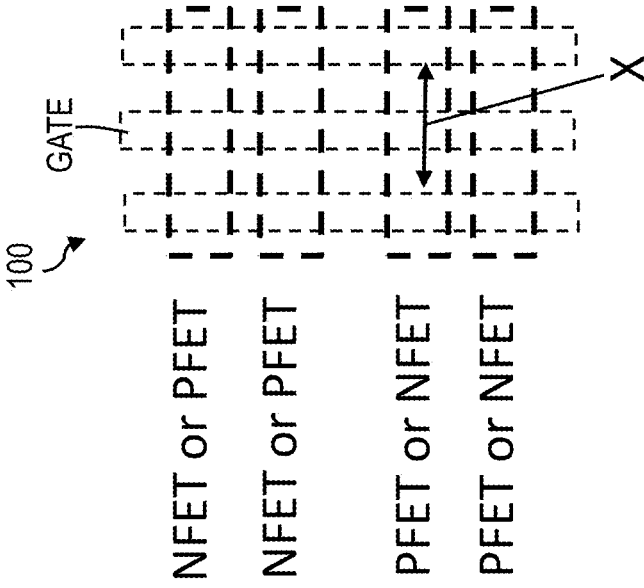 100
GATE
NFET or PFET
NFET or PFET
PFET or NFET
PFET or NFET
X